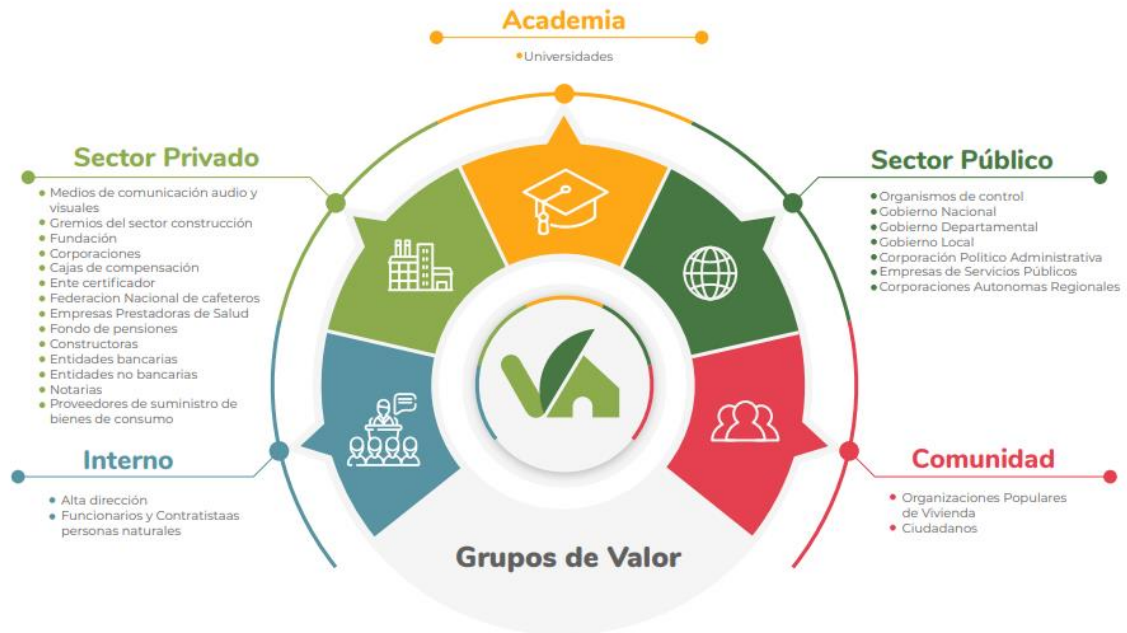 Academia
Universidades
Sector Privado
Medios de comunicación audio y
visuales
Gremios del sector construcción
Fundación
Corporaciones
Cajas de compensación
Ente certificador
Federacion Nacional de cafeteros
Empresas Prestadoras de Salud
Fondo de pensiones
Constructoras
Entidades bancarias
Entidades no bancarias
Notarias
Proveedores de suministro de
bienes de consumo
Sector Público
Organismos de control
Gobierno Nacional
Gobierno Departamental
Gobierno Local
Corporación Politico Administrativa
Empresas de Servicios Públicos
Corporaciones Autonomas Regionales
Interno
Alta dirección
Funcionarios y Contratistaas
personas naturales
Comunidad
Organizaciones Populares
de Vivienda
Ciudadanos
Grupos de Valor